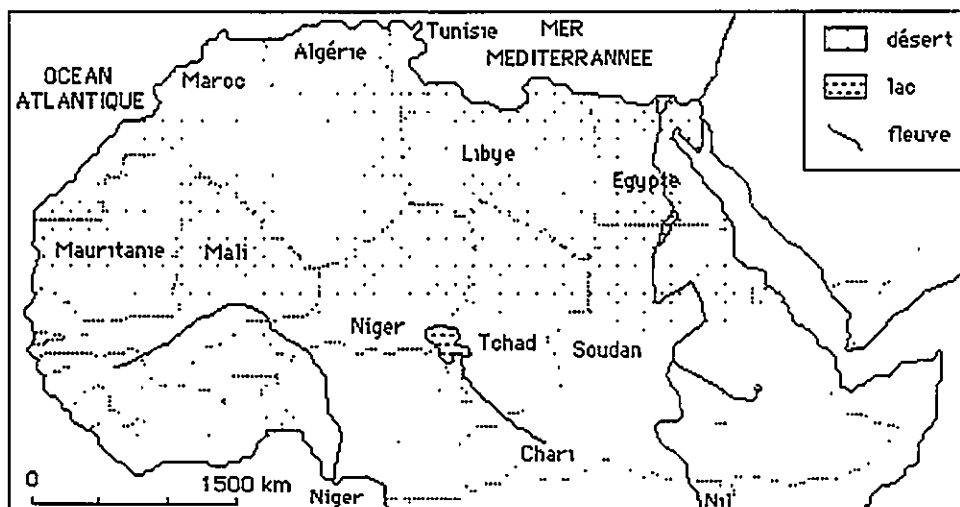 Tunisie
MER
MEDITERRANNEE
Algérie
OCEAN
ATLANTIQUE
Maroc
désert
lac
fleuve
Libye
Egypte
Mauritanie
Mali
Niger
Tchad
Soudan
Chari
0
1500 km
Niger
Nil